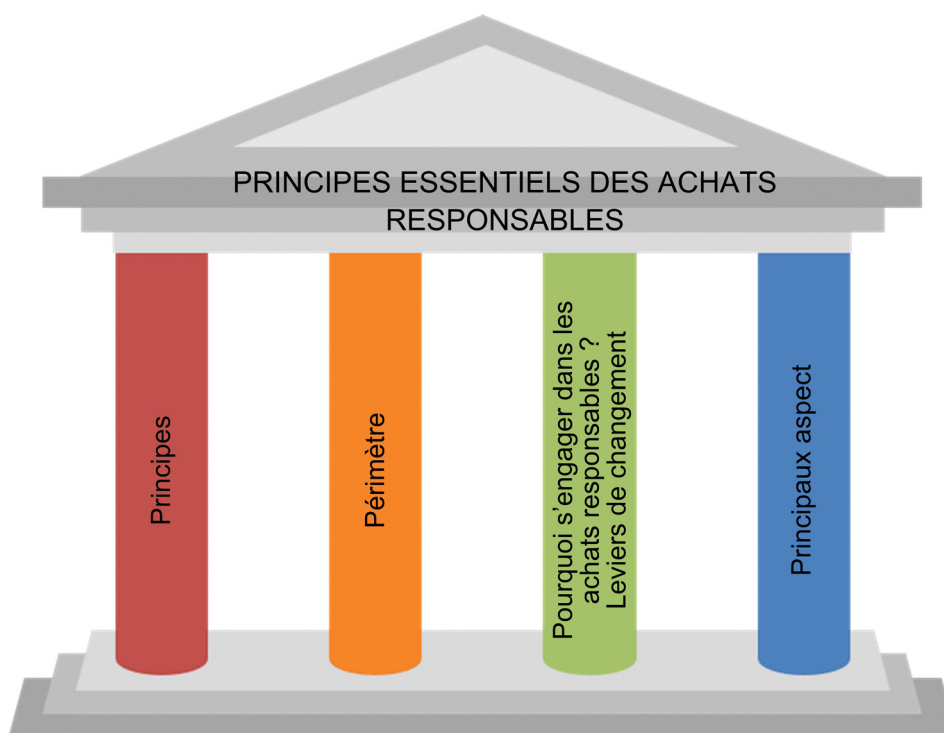 PRINCIPES ESSENTIELS DES ACHATS
RESPONSABLES
Principes
Périmètre
Pourquoi s’engager dans les
achats responsables ?
Leviers de changement
Principaux aspect